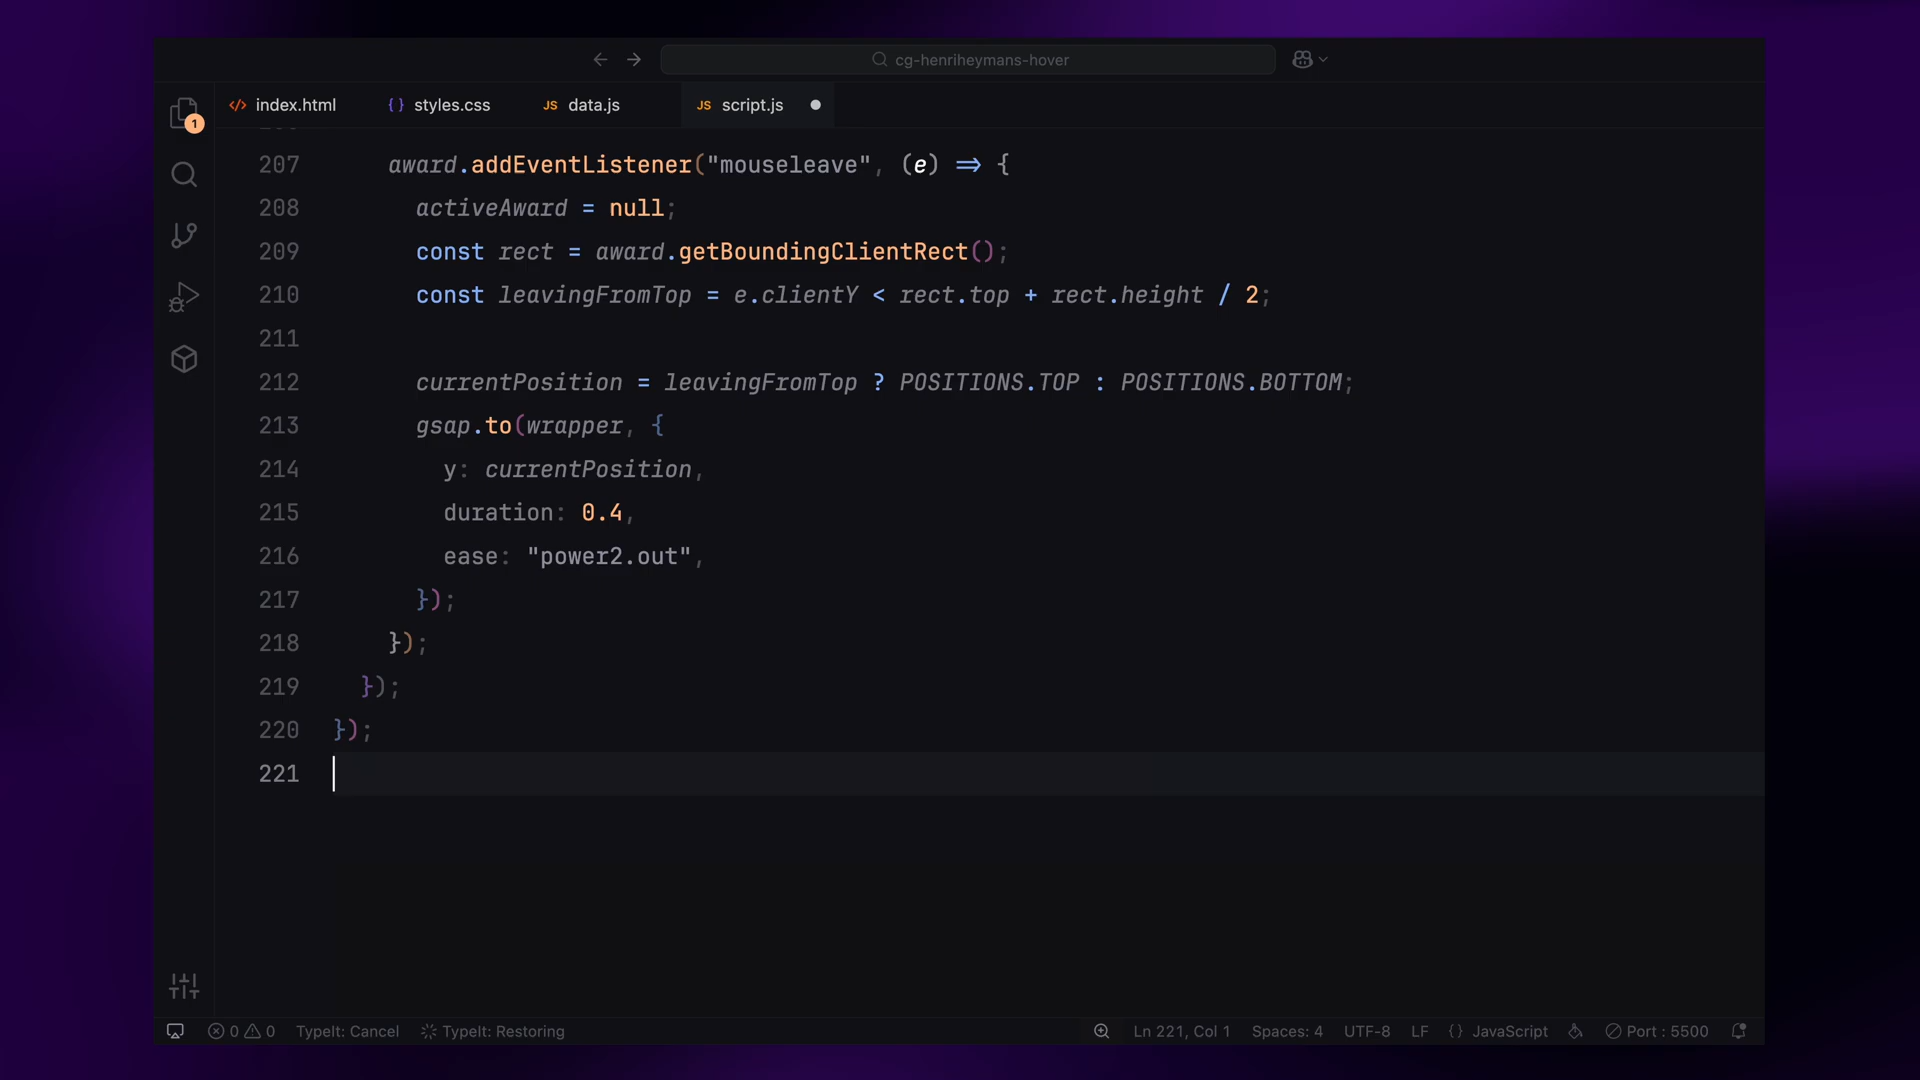 cg-henriheymans-hover
1
</> index.html
{ } styles.css
JS data.js
JS script.js
207 award.addEventListener("mouseleave", (e) => {
208 activeAward = null;
209 const rect = award.getBoundingClientRect();
210 const leavingFromTop = e.clientY < rect.top + rect.height / 2;
211
212 currentPosition = leavingFromTop ? POSITIONS.TOP : POSITIONS.BOTTOM;
213 gsap.to(wrapper, {
214 y: currentPosition,
215 duration: 0.4,
216 ease: "power2.out",
217 });
218 });
219 });
220 });
221
0 0 TypeIt: Cancel TypeIt: Restoring Ln 221, Col 1 Spaces: 4 UTF-8 LF {} JavaScript Port : 5500